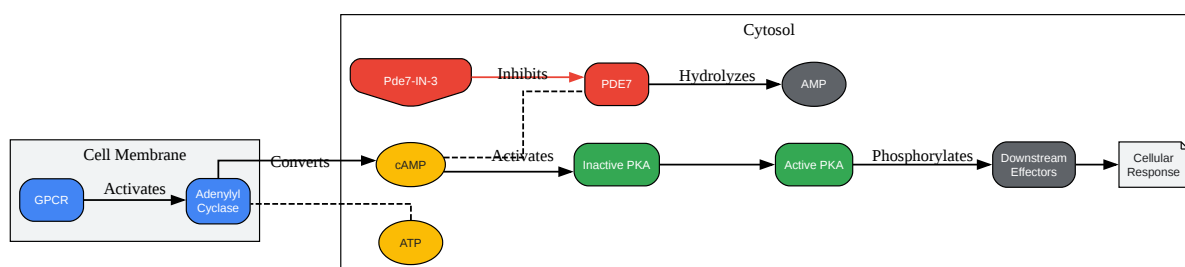 Cytosol
Pde7-IN-3
Inhibits
PDE7
Hydrolyzes
AMP
Cell Membrane
GPCR
Activates
Adenylyl
Cyclase
Converts
cAMP
Activates
Inactive PKA
Active PKA
Phosphorylates
Downstream
Effectors
Cellular
Response
ATP